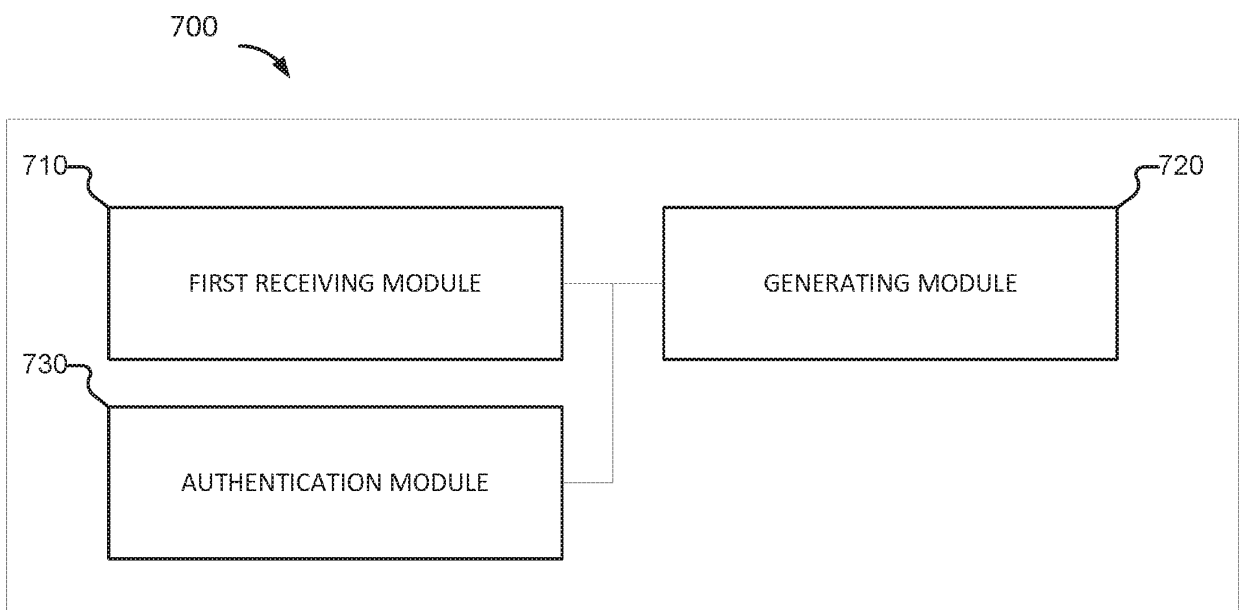 700
710
720
FIRST RECEIVING MODULE
GENERATING MODULE
730
AUTHENTICATION MODULE